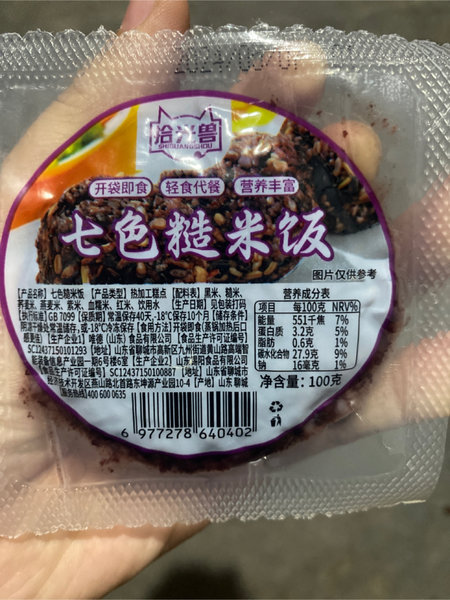 拾光兽
SHIGUANGSHOU
开袋即食 轻食代餐 营养丰富
七色糙米饭
图片仅供参考
【产品名称】七色糙米饭 【产品类型】热加工糕点 【配料表】黑米、糙米、
荞麦米、燕麦米、紫米、血糯米、红米、饮用水
【执行标准】GB 7099 【保质期】常温保存40天,-18℃保存10个月【储存条件】
阴凉干燥处常温储存,或-18℃冷冻保存【食用方法】开袋即食(蒸锅加热后口
【生产日期】见包装打码
感更佳)【生产企业1】唯德(山东)食品有限公司【食品生产许可证编号】
SC12437150101293 【地址】山东省聊城市高新区九州街道黄山路高端智
能装备信息产业园一期6号楼6室【生产企业2】山东
食品有限公司
【食品生产许可证编号】SC12437150100887【地址】山东省聊城市
经济技术开发区燕山路北首路东坤源产业园10-4【产地】山东聊城
【服务热线】400 600 0635
营养成分表
项目 每100克 NRV%
能量 551千焦 7%
蛋白质 3.2克 5%
脂肪 0.6克 1%
碳水化合物 27.9克 9%
钠 16毫克 1%
净含量:100克
6 977278 640402